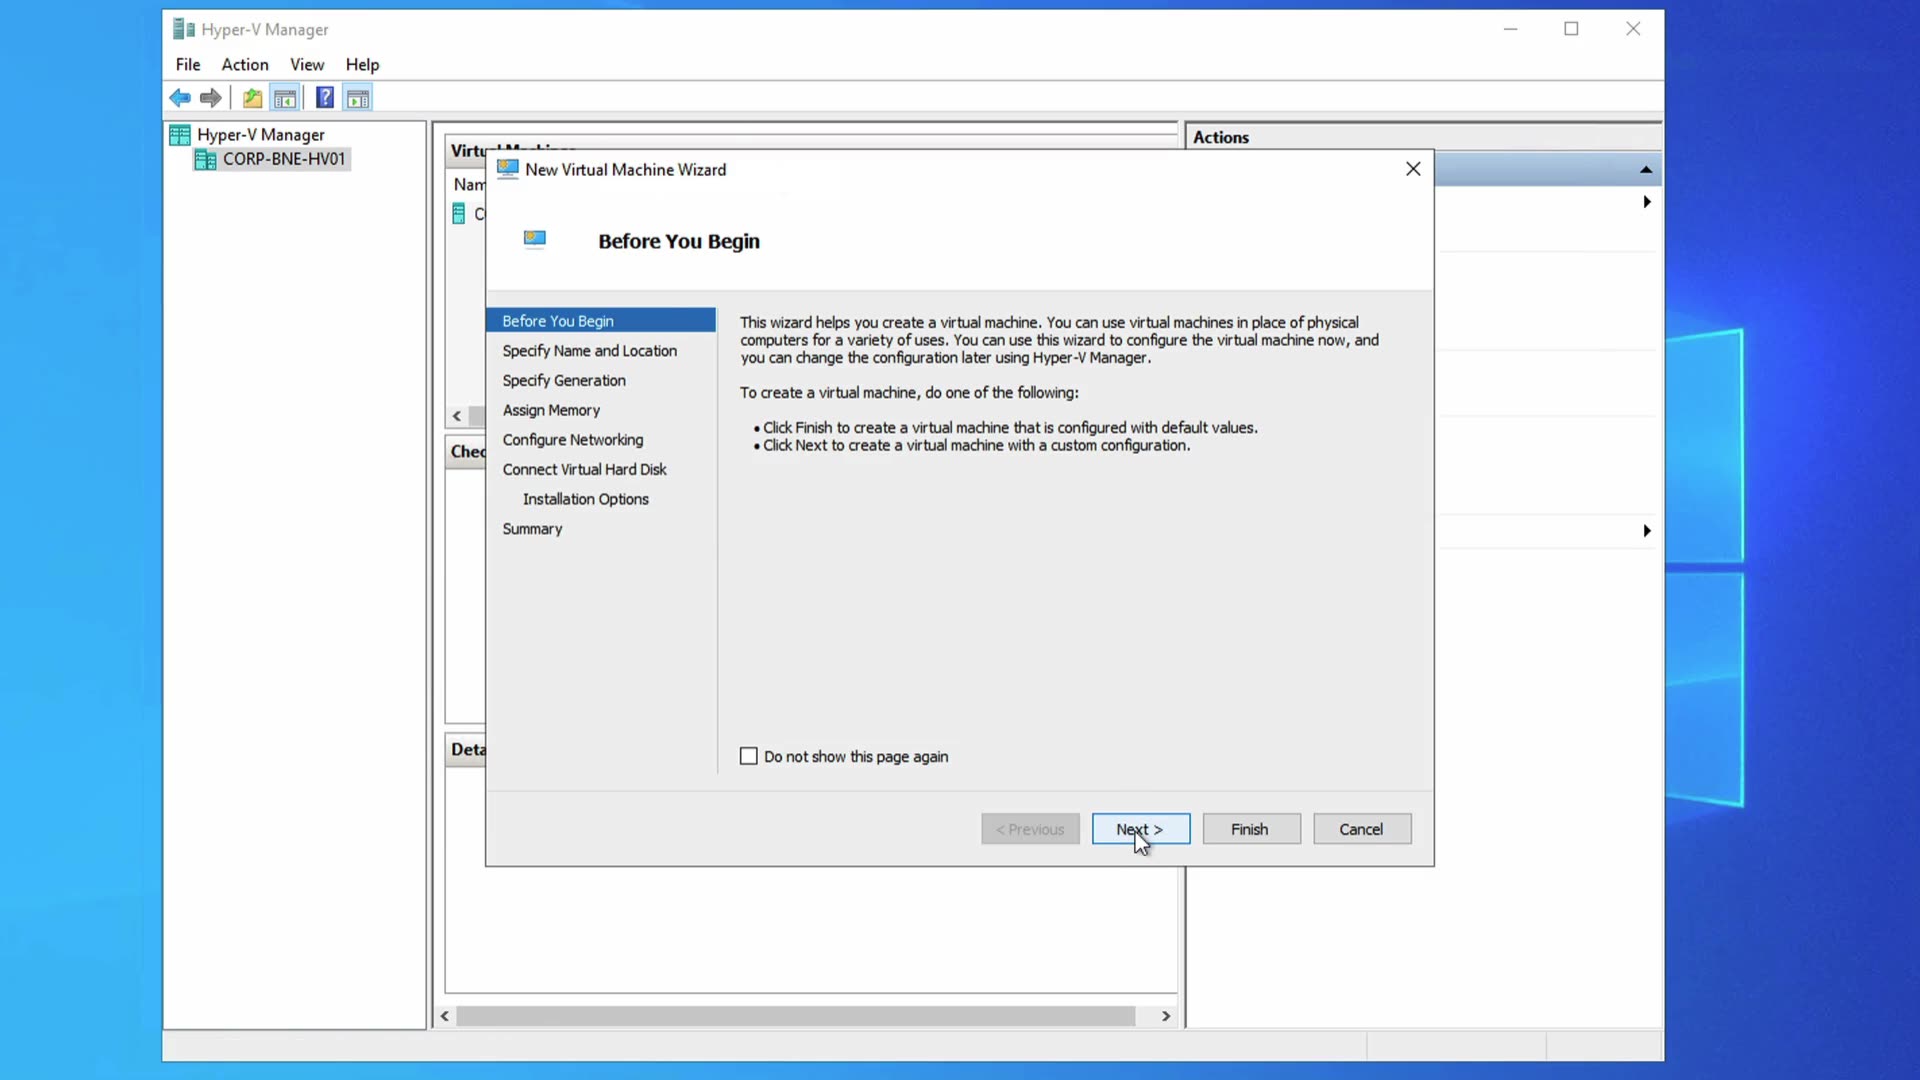 Hyper-V Manager
File Action View Help
Hyper-V Manager
CORP-BNE-HV01
Actions
New Virtual Machine Wizard
Before You Begin
Before You Begin
Specify Name and Location
Specify Generation
Assign Memory
Configure Networking
Connect Virtual Hard Disk
Installation Options
Summary
This wizard helps you create a virtual machine. You can use virtual machines in place of physical
computers for a variety of uses. You can use this wizard to configure the virtual machine now, and
you can change the configuration later using Hyper-V Manager.
To create a virtual machine, do one of the following:
• Click Finish to create a virtual machine that is configured with default values.
• Click Next to create a virtual machine with a custom configuration.
Do not show this page again
< Previous
Next >
Finish
Cancel